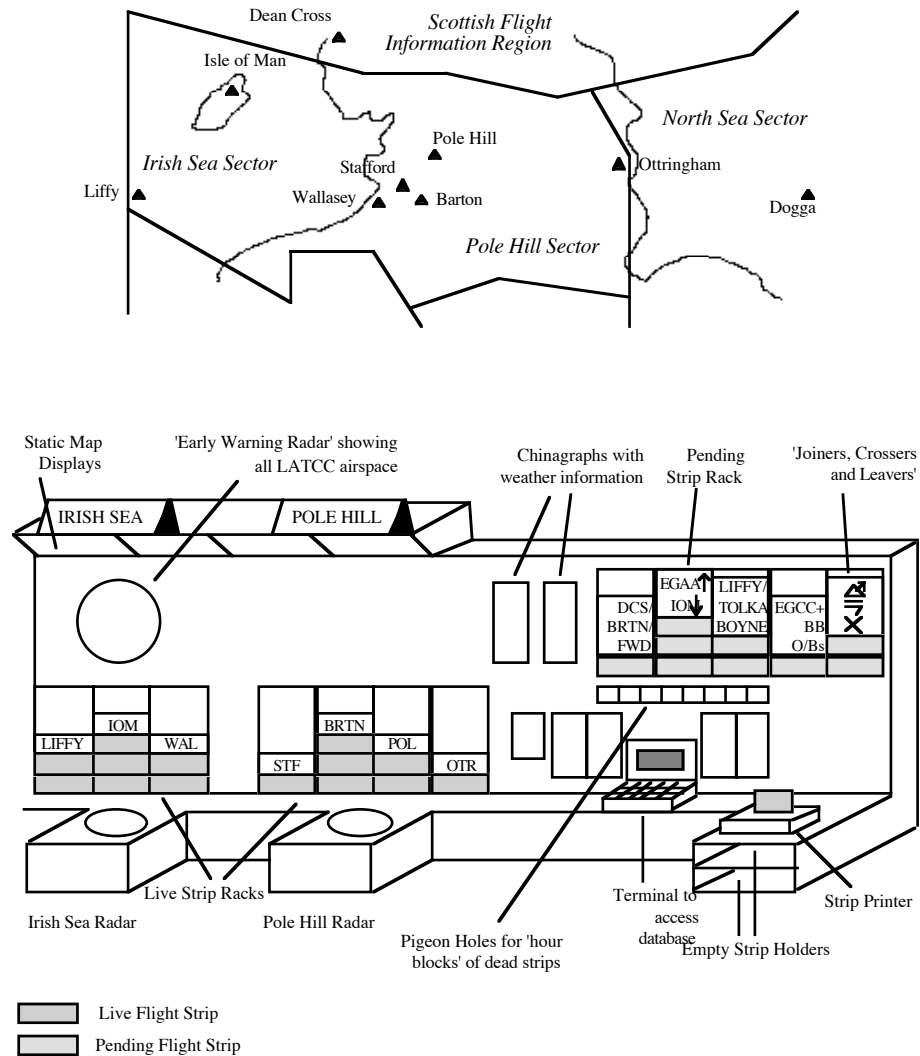 Dean Cross
Scottish Flight
Information Region
Isle of Man
North Sea Sector
Pole Hill
Irish Sea Sector
Stafford
Ottringham
Liffy
Wallasey
Barton
Dogga
Pole Hill Sector
Static Map
Displays
'Early Warning Radar' showing
all LATCC airspace
Chinagraphs with
weather information
Pending
Strip Rack
'Joiners, Crossers
and Leavers'
IRISH SEA
POLE HILL
DCS/
BRTN/
FWD
EGAA
IOM
LIFFY/
TOLKA
BOYNE
EGCC+
BB
O/Bs
LIFFY
IOM
WAL
STF
BRTN
POL
OTR
Live Strip Racks
Irish Sea Radar
Pole Hill Radar
Pigeon Holes for 'hour
blocks' of dead strips
Terminal to
access
database
Empty Strip Holders
Strip Printer
Live Flight Strip
Pending Flight Strip